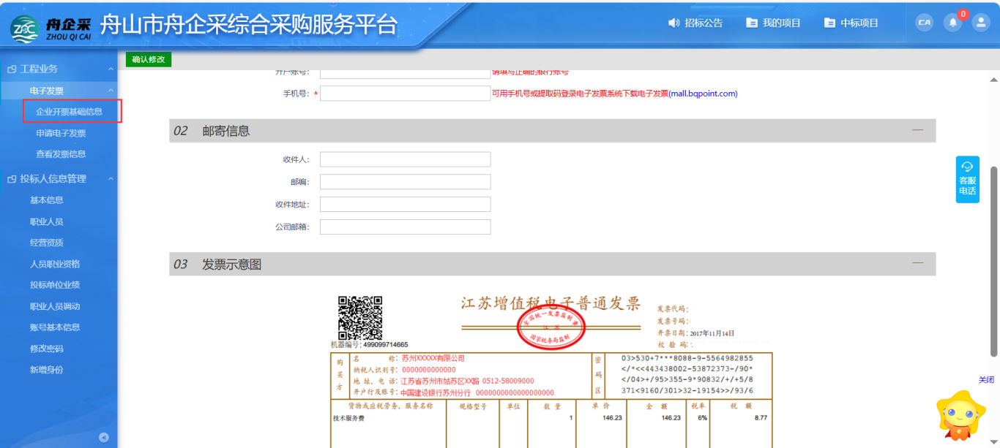 舟企采
ZHOU QI CAI
舟山市舟企采综合采购服务平台
招标公告
我的项目
中标项目
CA
0
确认修改
工程业务
电子发票
企业开票基础信息
申请电子发票
查看发票信息
投标人信息管理
基本信息
职业人员
经营资质
人员职业资格
投标单位业绩
职业人员调动
账号基本信息
修改密码
新增身份
开户账号: 请填写正确的银行账号
手机号: * 可用手机号或提取码登录电子发票系统下载电子发票(mall.bqpoint.com)
02 邮寄信息
收件人:
邮编:
收件地址:
公司邮箱:
03 发票示意图
江苏增值税电子普通发票
全国统一发票监制章
江苏
国家税务局监制
发票代码:
发票号码:
开票日期: 2017年11月14日
校验码:
机器编号: 499099714665
购买方
名称: 苏州XXXXX有限公司
纳税人识别号: 0000000000000
地址、电话: 江苏省苏州市姑苏区XX路 0512-58009000
开户行及账号: 中国建设银行苏州分行 0000000000000000000
密码区
03>530+7***8088-9-5564982855
</*<<443438002-53872373-/90*
</04>+/95>355-9*90832/+/+5/8
371<9160/301>32-19154>>/93/6
货物或应税劳务、服务名称 规格型号 单位 数量 单价 金额 税率 税额
技术服务费 1 146.23 146.23 6% 8.77
客服
电话
关闭